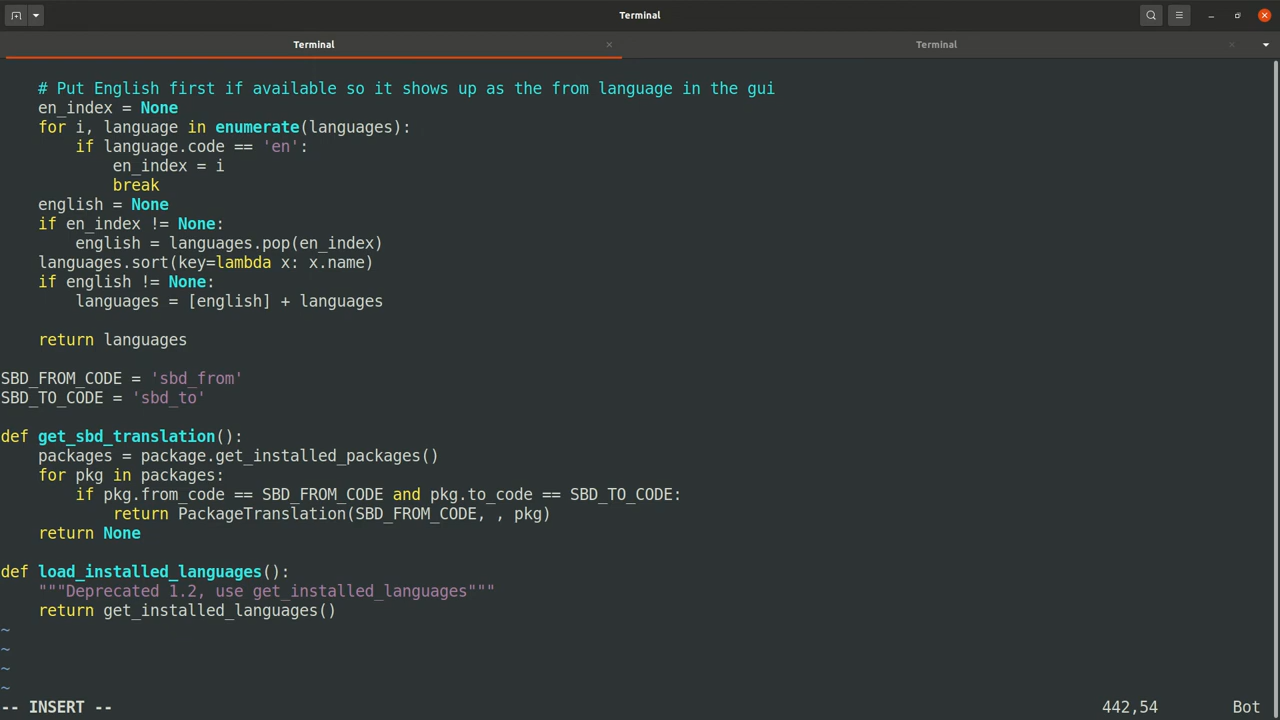 Terminal
Terminal Terminal
# Put English first if available so it shows up as the from language in the gui
en_index = None
for i, language in enumerate(languages):
if language.code == 'en':
en_index = i
break
english = None
if en_index != None:
english = languages.pop(en_index)
languages.sort(key=lambda x: x.name)
if english != None:
languages = [english] + languages
return languages
SBD_FROM_CODE = 'sbd_from'
SBD_TO_CODE = 'sbd_to'
def get_sbd_translation():
packages = package.get_installed_packages()
for pkg in packages:
if pkg.from_code == SBD_FROM_CODE and pkg.to_code == SBD_TO_CODE:
return PackageTranslation(SBD_FROM_CODE, , pkg)
return None
def load_installed_languages():
"""Deprecated 1.2, use get_installed_languages"""
return get_installed_languages()
~
~
~
~
-- INSERT -- 442,54 Bot